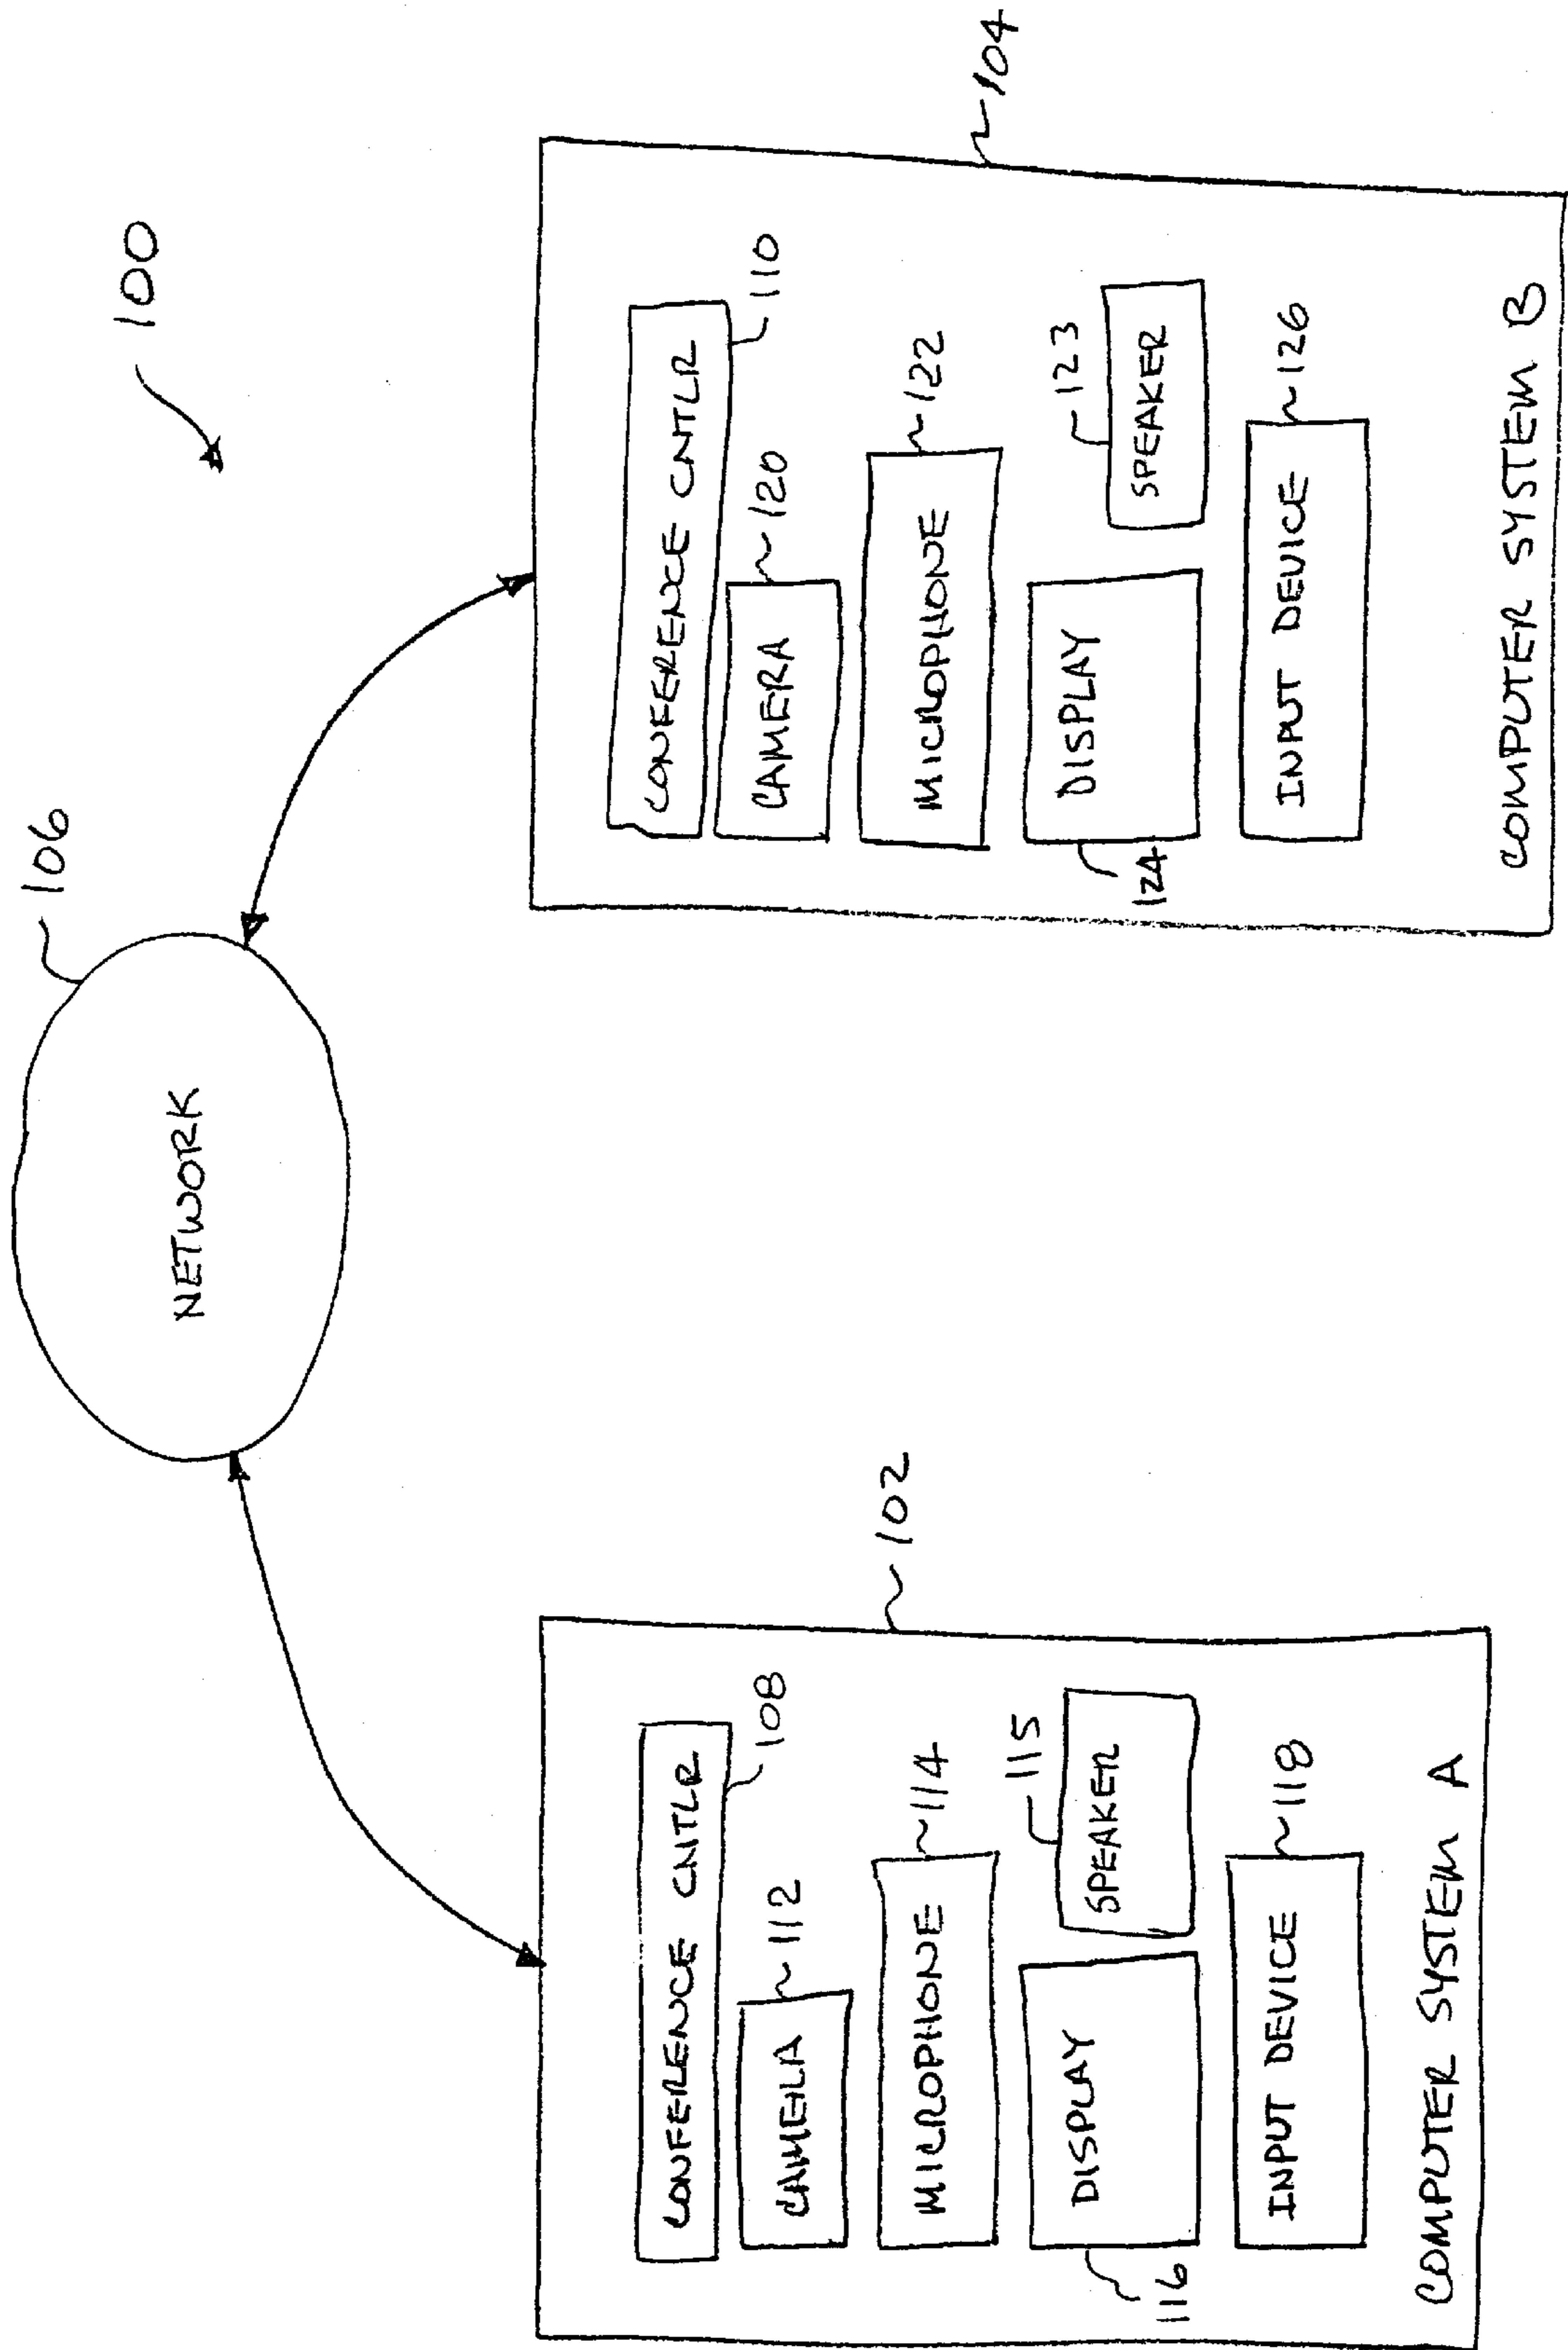 100
NETWORK
106
102
CONFERENCE CNTLR
108
CAMERA
112
MICROPHONE
114
115
DISPLAY
SPEAKER
116
INPUT DEVICE
118
COMPUTER SYSTEM A
104
CONFERENCE CNTLR
110
CAMERA
120
MICROPHONE
122
123
DISPLAY
SPEAKER
124
INPUT DEVICE
126
COMPUTER SYSTEM B